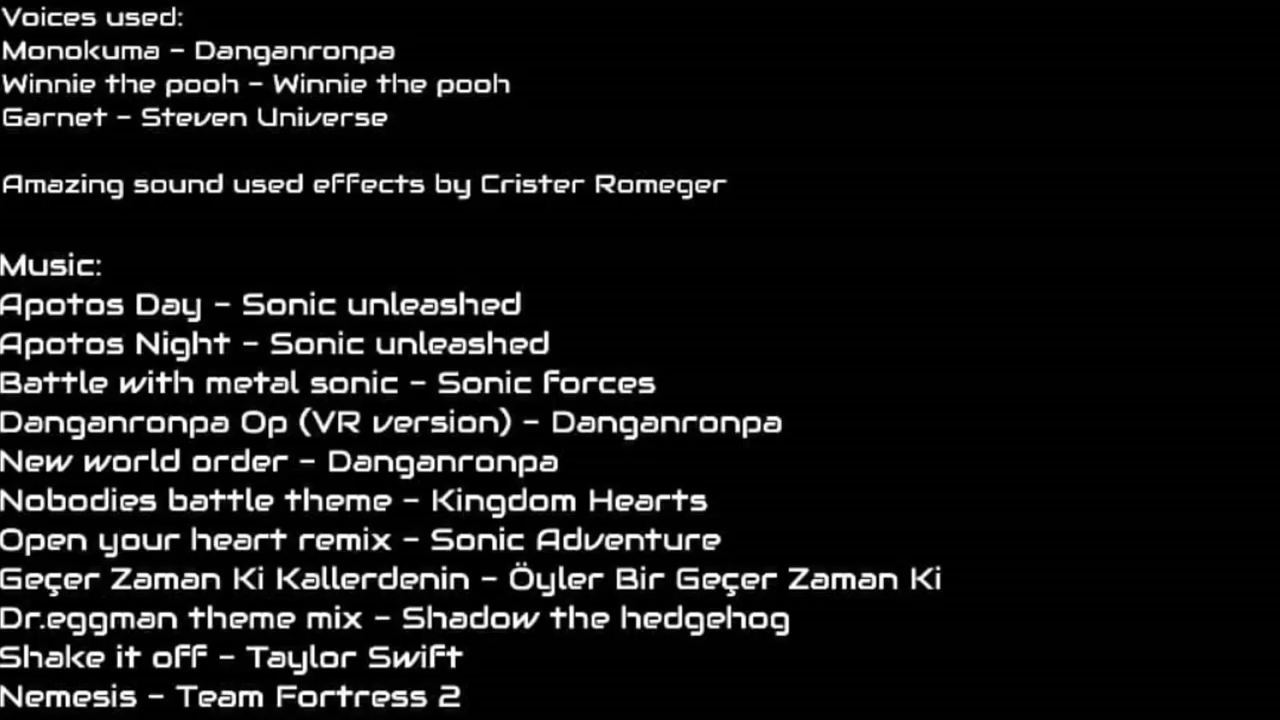 Voices used:
Monokuma - Danganronpa
Winnie the pooh - Winnie the pooh
Garnet - Steven Universe
Amazing sound used effects by Crister Romeger
Music:
Apotos Day - Sonic unleashed
Apotos Night - Sonic unleashed
Battle with metal sonic - Sonic forces
Danganronpa Op (VR version) - Danganronpa
New world order - Danganronpa
Nobodies battle theme - Kingdom Hearts
Open your heart remix - Sonic Adventure
Geçer Zaman Ki Kallerdenin - Öyler Bir Geçer Zaman Ki
Dr.eggman theme mix - Shadow the hedgehog
Shake it off - Taylor Swift
Nemesis - Team Fortress 2